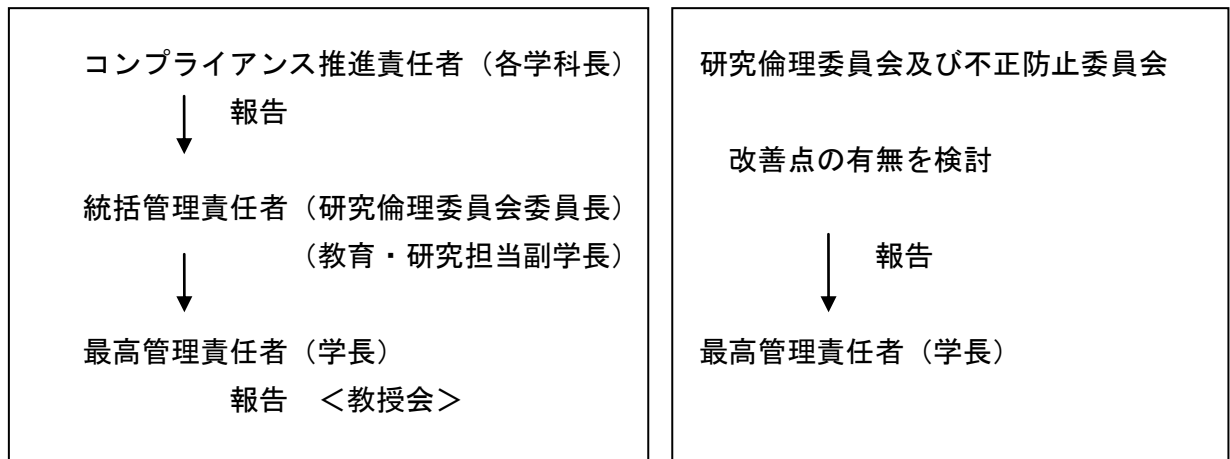 コンプライアンス推進責任者（各学科長）
報告
統括管理責任者（研究倫理委員会委員長）
（教育・研究担当副学長）
最高管理責任者（学長）
報告　＜教授会＞
研究倫理委員会及び不正防止委員会
改善点の有無を検討
報告
最高管理責任者（学長）